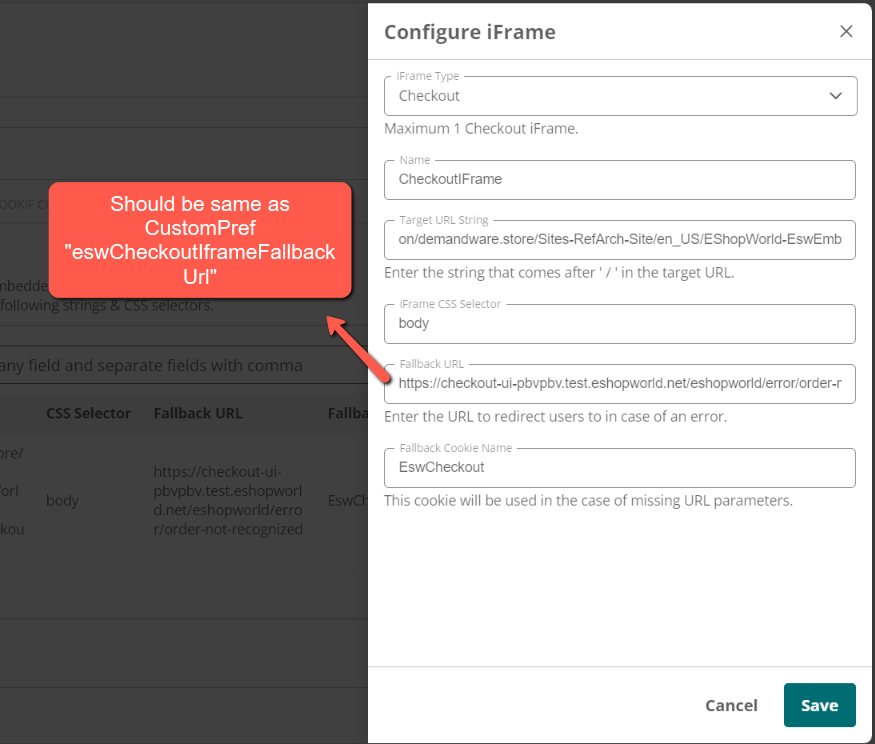 Configure iFrame
iFrame Type
Checkout
Maximum 1 Checkout iFrame.
Name
CheckoutIFrame
Target URL String
on/demandware.store/Sites-RefArch-Site/en_US/EShopWorld-EswEmb
Enter the string that comes after ' / ' in the target URL.
iFrame CSS Selector
body
Fallback URL
https://checkout-ui-pbvpbv.test.eshopworld.net/eshopworld/error/order-r
Enter the URL to redirect users to in case of an error.
Fallback Cookie Name
EswCheckout
This cookie will be used in the case of missing URL parameters.
Cancel
Save
Should be same as
CustomPref
"eswCheckoutIframeFallback
Url"
OOKIE CO
mbedde
following strings & CSS selectors.
any field and separate fields with comma
CSS Selector
Fallback URL
Fallba
ore/
orl
kou
body
https://checkout-ui-
pbvpbv.test.eshopworl
d.net/eshopworld/erro
r/order-not-recognized
EswCh